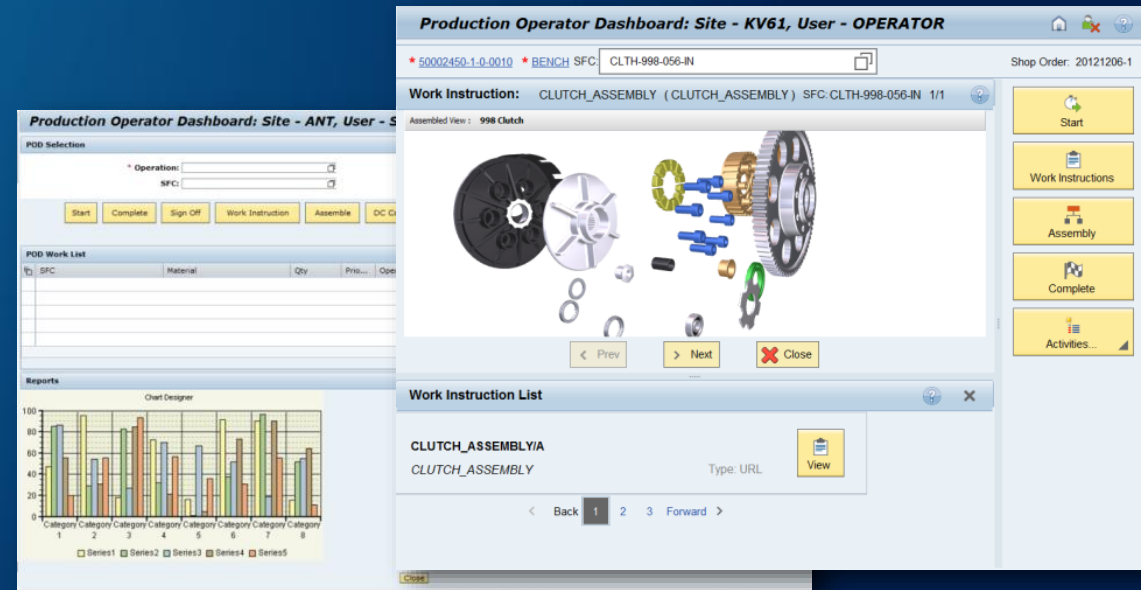 Production Operator Dashboard: Site - KV61, User - OPERATOR
* 50002450-1-0-0010 * BENCH SFC: CLTH-998-056-IN
Shop Order: 20121206-1
Work Instruction: CLUTCH_ASSEMBLY (CLUTCH_ASSEMBLY) SFC:CLTH-998-056-IN 1/1
Assembled View : 998 Clutch
Start
Work Instructions
Assembly
Complete
Activities...
Prev
Next
Close
Work Instruction List
CLUTCH_ASSEMBLY/A
CLUTCH_ASSEMBLY
Type: URL
View
Back 1 2 3 Forward
Production Operator Dashboard: Site - ANT, User - S
POD Selection
* Operation:
SFC:
Start Complete Sign Off Work Instruction Assemble DC C
POD Work List
SFC Material Qty Prio... Oper
Reports
Chart Designer
100
80
60
40
20
0
Category Category Category Category Category Category Category Category
1 2 3 4 5 6 7 8
Series1 Series2 Series3 Series4 Series5
Close